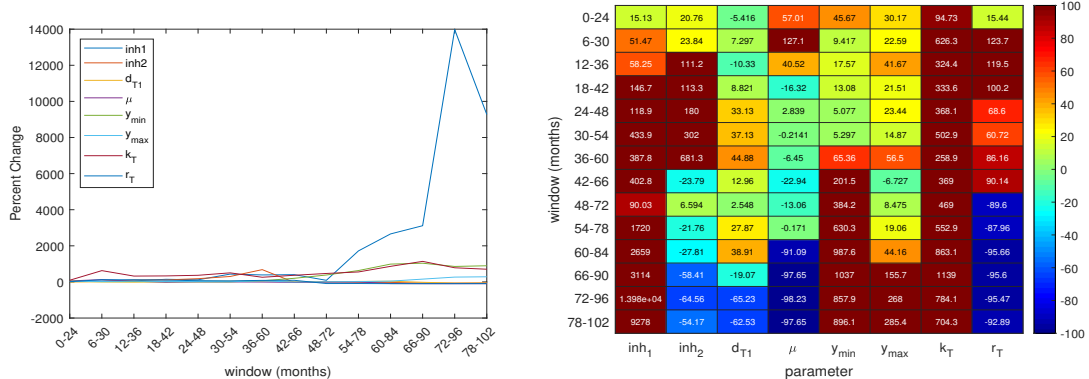 14000
12000
10000
8000
6000
4000
2000
0
-2000
Percent Change
inh1
inh2
d_T1
μ
y_min
y_max
k_T
r_T
0-24 6-30 12-36 18-42 24-48 30-54 36-60 42-66 48-72 54-78 60-84 66-90 72-96 78-102
window (months)
window (months)
0-24 15.13 20.76 -5.416 57.01 45.67 30.17 94.73 15.44
6-30 51.47 23.84 7.297 127.1 9.417 22.59 626.3 123.7
12-36 58.25 111.2 -10.33 40.52 17.57 41.67 324.4 119.5
18-42 146.7 113.3 8.821 -16.32 13.08 21.51 333.6 100.2
24-48 118.9 302 33.13 2.839 5.077 23.44 368.1 68.6
30-54 433.9 300 37.13 -0.2141 5.297 14.87 502.9 60.72
36-60 387.8 681.3 44.88 -6.45 65.36 56.5 258.9 86.16
42-66 402.8 -23.79 12.96 -22.94 201.5 -6.727 369 90.14
48-72 90.03 6.594 2.548 -13.06 384.2 8.475 469 -89.6
54-78 1720 -21.76 27.87 -0.171 630.3 19.06 552.9 -87.96
60-84 2659 -27.81 38.91 -91.09 987.6 44.16 863.1 -95.66
66-90 3114 -58.41 -19.07 -97.65 1037 155.7 1139 -95.6
72-96 1.398e+04 -64.56 -65.23 -98.23 857.9 268 784.1 -95.47
78-102 9278 -54.17 -62.53 -97.65 896.1 285.4 704.3 -92.89
inh_1 inh_2 d_T1 μ y_min y_max k_T r_T
parameter
100
80
60
40
20
0
-20
-40
-60
-80
-100